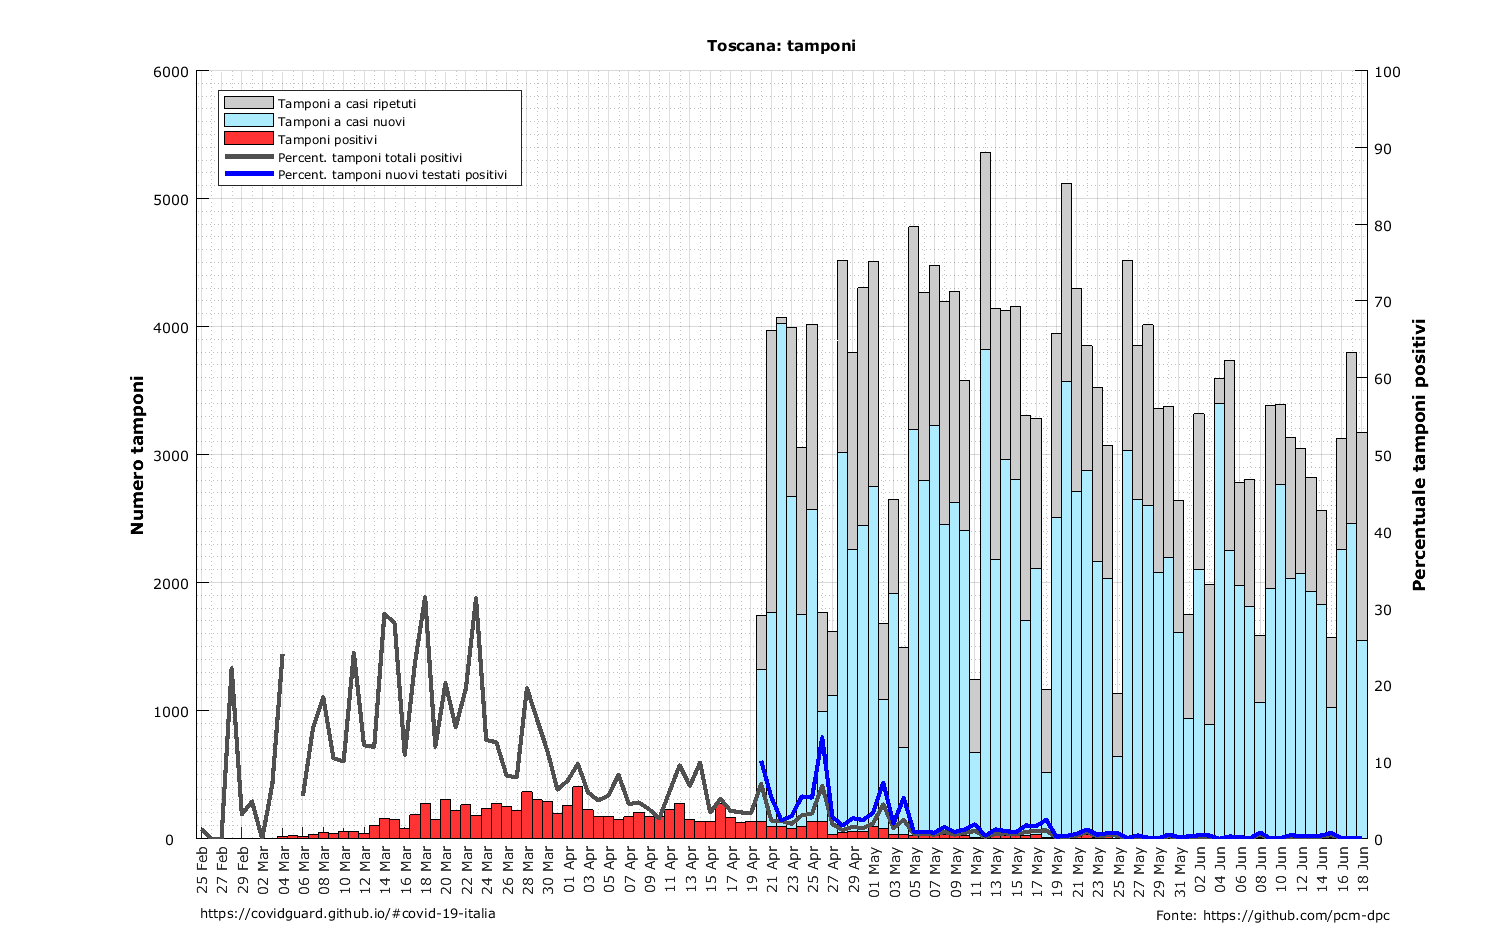 Toscana: tamponi
6000
5000
4000
3000
2000
1000
0
Numero tamponi
Tamponi a casi ripetuti
Tamponi a casi nuovi
Tamponi positivi
Percent. tamponi totali positivi
Percent. tamponi nuovi testati positivi
100
90
80
70
60
50
40
30
20
10
0
Percentuale tamponi positivi
25 Feb
27 Feb
29 Feb
02 Mar
04 Mar
06 Mar
08 Mar
10 Mar
12 Mar
14 Mar
16 Mar
18 Mar
20 Mar
22 Mar
24 Mar
26 Mar
28 Mar
30 Mar
01 Apr
03 Apr
05 Apr
07 Apr
09 Apr
11 Apr
13 Apr
15 Apr
17 Apr
19 Apr
21 Apr
23 Apr
25 Apr
27 Apr
29 Apr
01 May
03 May
05 May
07 May
09 May
11 May
13 May
15 May
17 May
19 May
21 May
23 May
25 May
27 May
29 May
31 May
02 Jun
04 Jun
06 Jun
08 Jun
10 Jun
12 Jun
14 Jun
16 Jun
18 Jun
https://covidguard.github.io/#covid-19-italia
Fonte: https://github.com/pcm-dpc